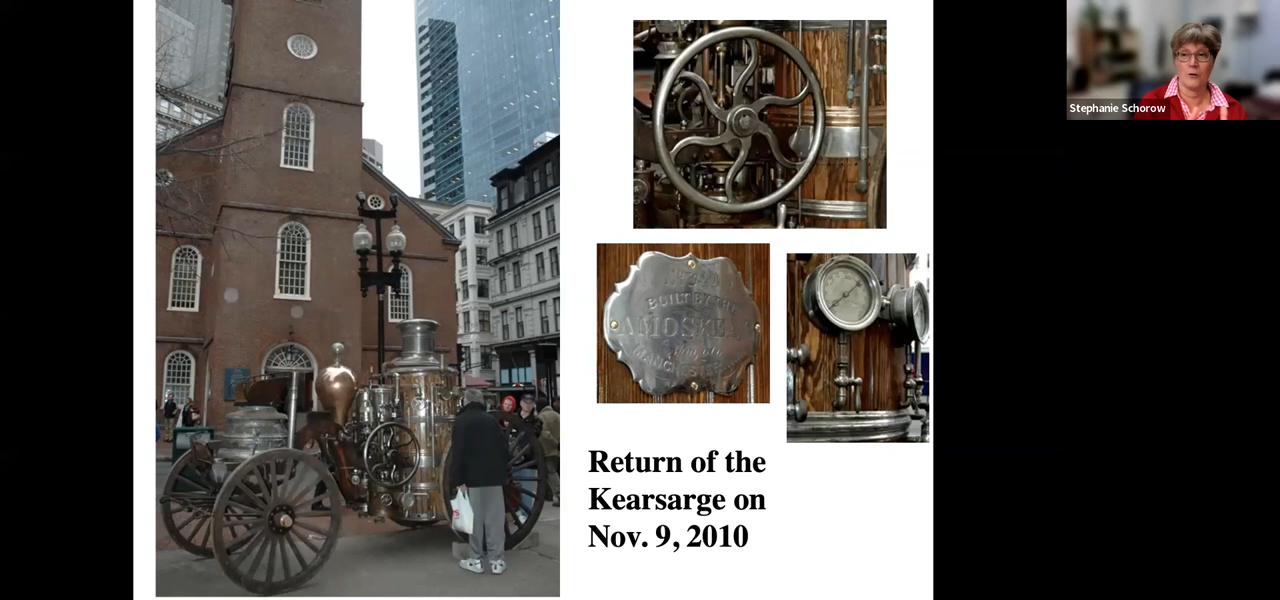 Stephanie Schorow
BUILT BY THE
AMOSKEAG
Return of the
Kearsarge on
Nov. 9, 2010